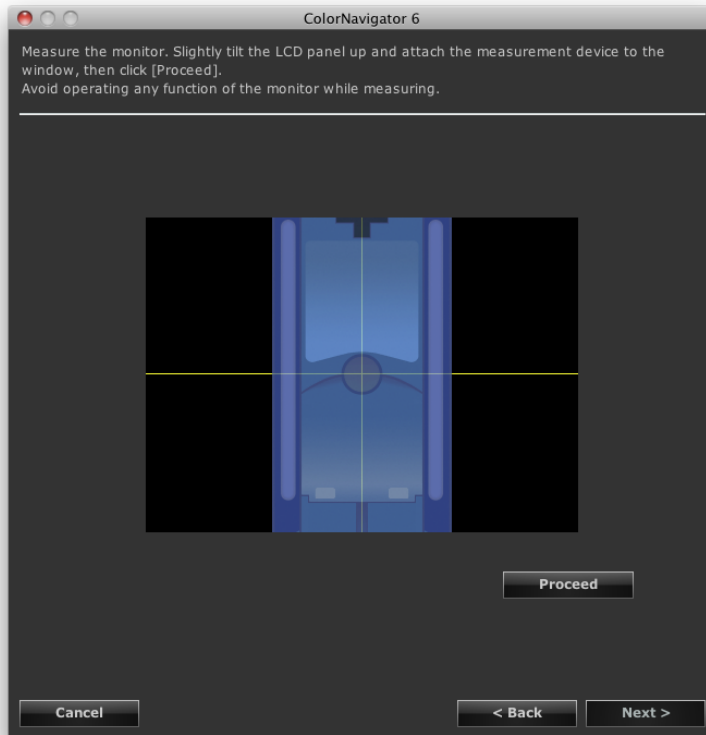 ColorNavigator 6
Measure the monitor. Slightly tilt the LCD panel up and attach the measurement device to the
window, then click [Proceed].
Avoid operating any function of the monitor while measuring.
Proceed
Cancel
< Back
Next >